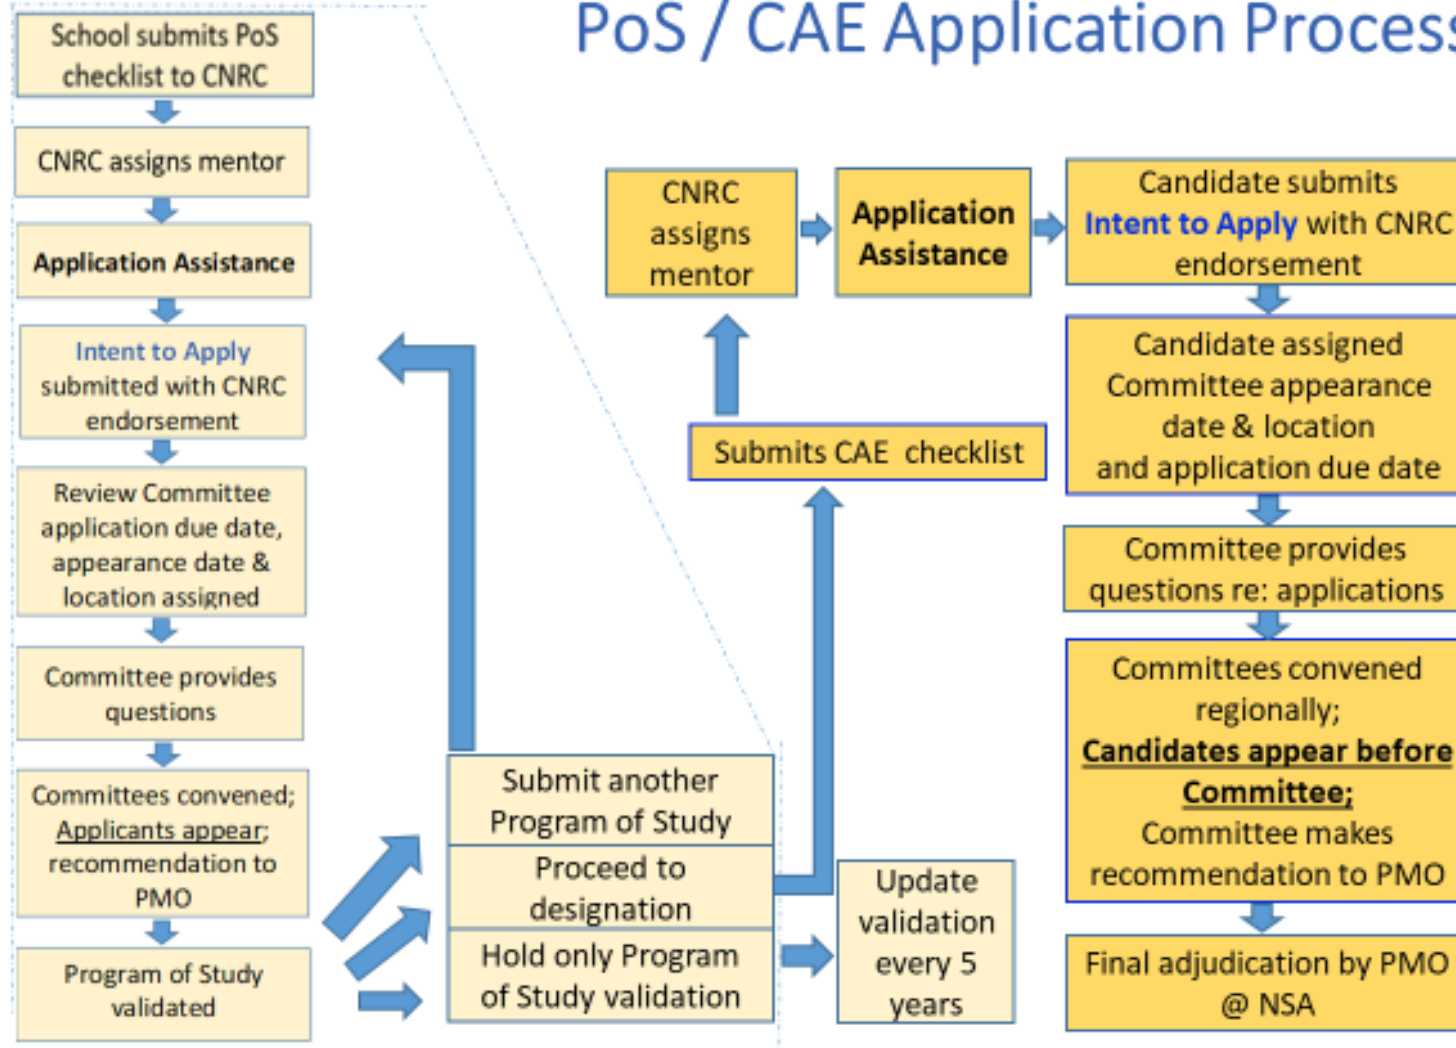 PoS / CAE Application Process
School submits PoS
checklist to CNRC
CNRC assigns mentor
Application Assistance
Intent to Apply
submitted with CNRC
endorsement
Review Committee
application due date,
appearance date &
location assigned
Committee provides
questions
Committees convened;
Applicants appear;
recommendation to
PMO
Program of Study
validated
Submit another
Program of Study
Proceed to
designation
Hold only Program
of Study validation
Update
validation
every 5
years
Submits CAE checklist
CNRC
assigns
mentor
Application
Assistance
Candidate submits
Intent to Apply with CNRC
endorsement
Candidate assigned
Committee appearance
date & location
and application due date
Committee provides
questions re: applications
Committees convened
regionally;
Candidates appear before
Committee;
Committee makes
recommendation to PMO
Final adjudication by PMO
@ NSA